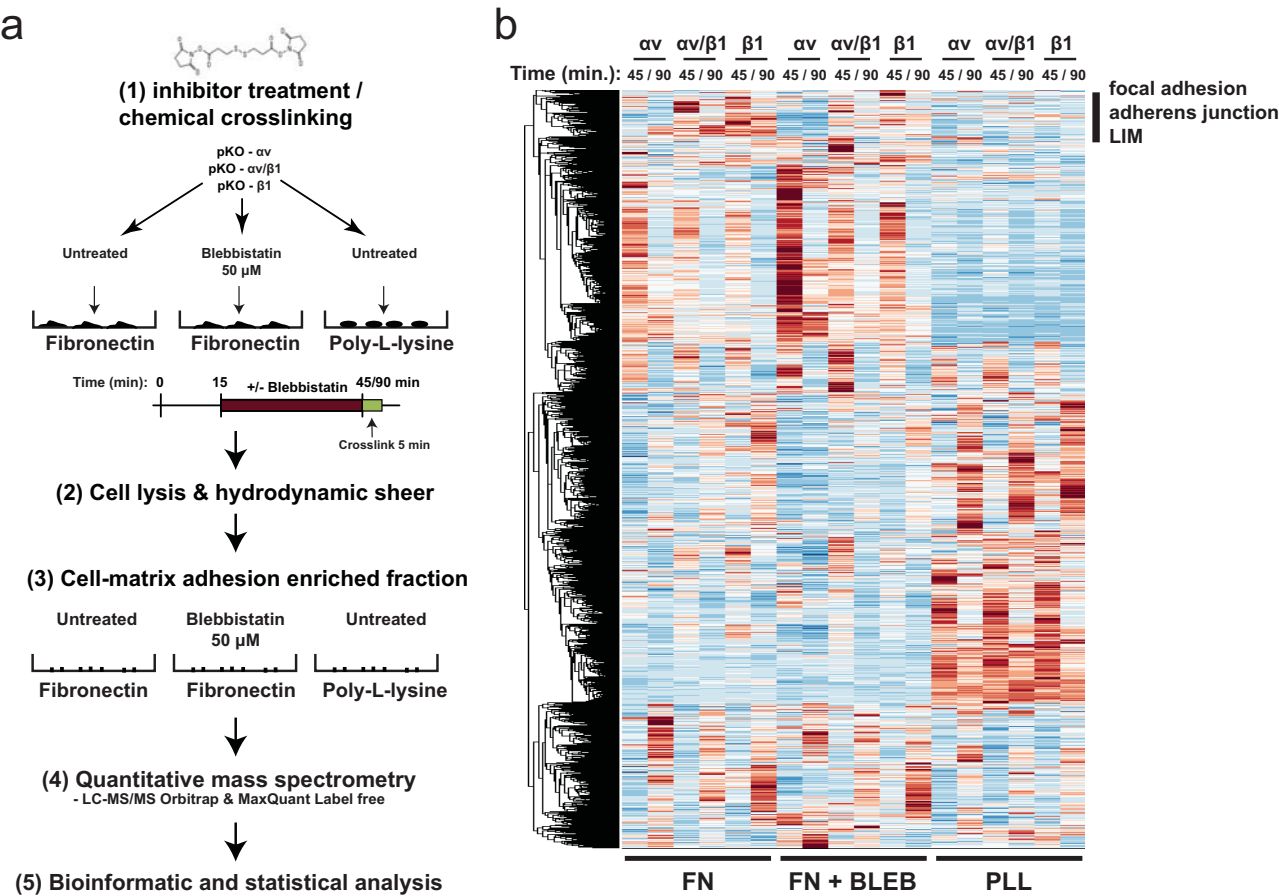 a
(1) inhibitor treatment /
chemical crosslinking
pKO - αv
pKO - αv/β1
pKO - β1
Untreated
Blebbistatin
50 µM
Untreated
Fibronectin
Fibronectin
Poly-L-lysine
Time (min): 0 15 +/- Blebbistatin 45/90 min
Crosslink 5 min
(2) Cell lysis & hydrodynamic sheer
(3) Cell-matrix adhesion enriched fraction
Untreated
Blebbistatin
50 µM
Untreated
Fibronectin
Fibronectin
Poly-L-lysine
(4) Quantitative mass spectrometry
- LC-MS/MS Orbitrap & MaxQuant Label free
(5) Bioinformatic and statistical analysis
b
αv αv/β1 β1 αv αv/β1 β1 αv αv/β1 β1
Time (min.): 45 / 90 45 / 90 45 / 90 45 / 90 45 / 90 45 / 90 45 / 90 45 / 90 45 / 90
focal adhesion
adherens junction
LIM
FN FN + BLEB PLL